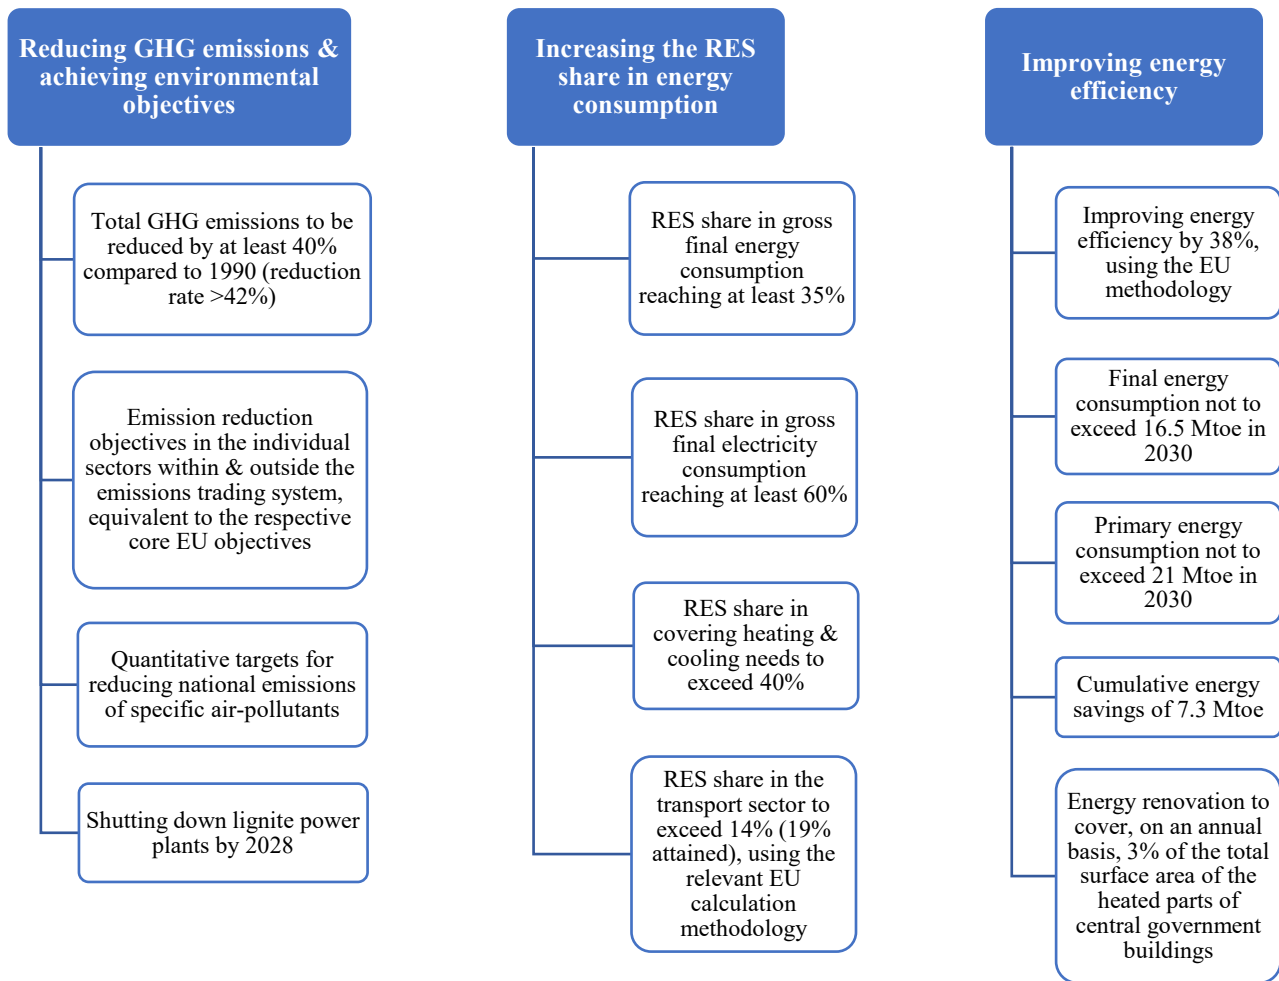 Reducing GHG emissions &
achieving environmental
objectives
Total GHG emissions to be
reduced by at least 40%
compared to 1990 (reduction
rate >42%)
Emission reduction
objectives in the individual
sectors within & outside the
emissions trading system,
equivalent to the respective
core EU objectives
Quantitative targets for
reducing national emissions
of specific air-pollutants
Shutting down lignite power
plants by 2028
Increasing the RES
share in energy
consumption
RES share in gross
final energy
consumption
reaching at least 35%
RES share in gross
final electricity
consumption
reaching at least 60%
RES share in
covering heating &
cooling needs to
exceed 40%
RES share in the
transport sector to
exceed 14% (19%
attained), using the
relevant EU
calculation
methodology
Improving energy
efficiency
Improving energy
efficiency by 38%,
using the EU
methodology
Final energy
consumption not to
exceed 16.5 Mtoe in
2030
Primary energy
consumption not to
exceed 21 Mtoe in
2030
Cumulative energy
savings of 7.3 Mtoe
Energy renovation to
cover, on an annual
basis, 3% of the total
surface area of the
heated parts of
central government
buildings